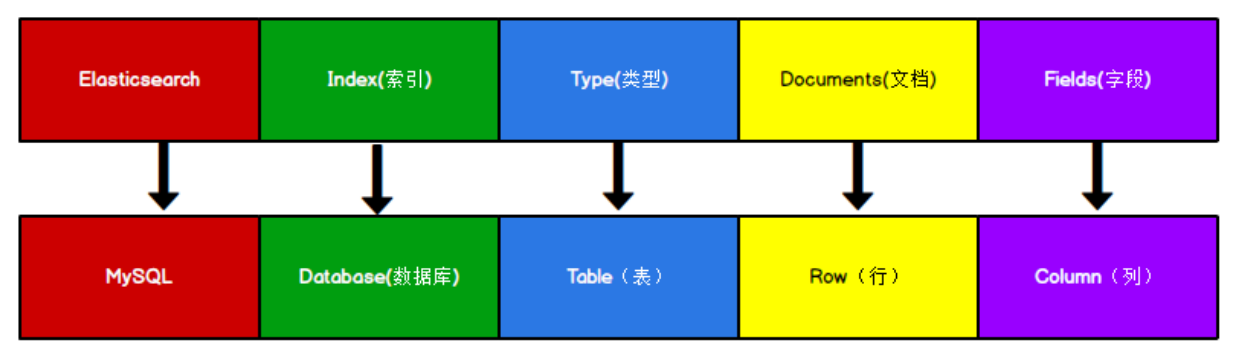 Elasticsearch
Index(索引)
Type(类型)
Documents(文档)
Fields(字段)
MySQL
Database(数据库)
Table（表）
Row（行）
Column（列）